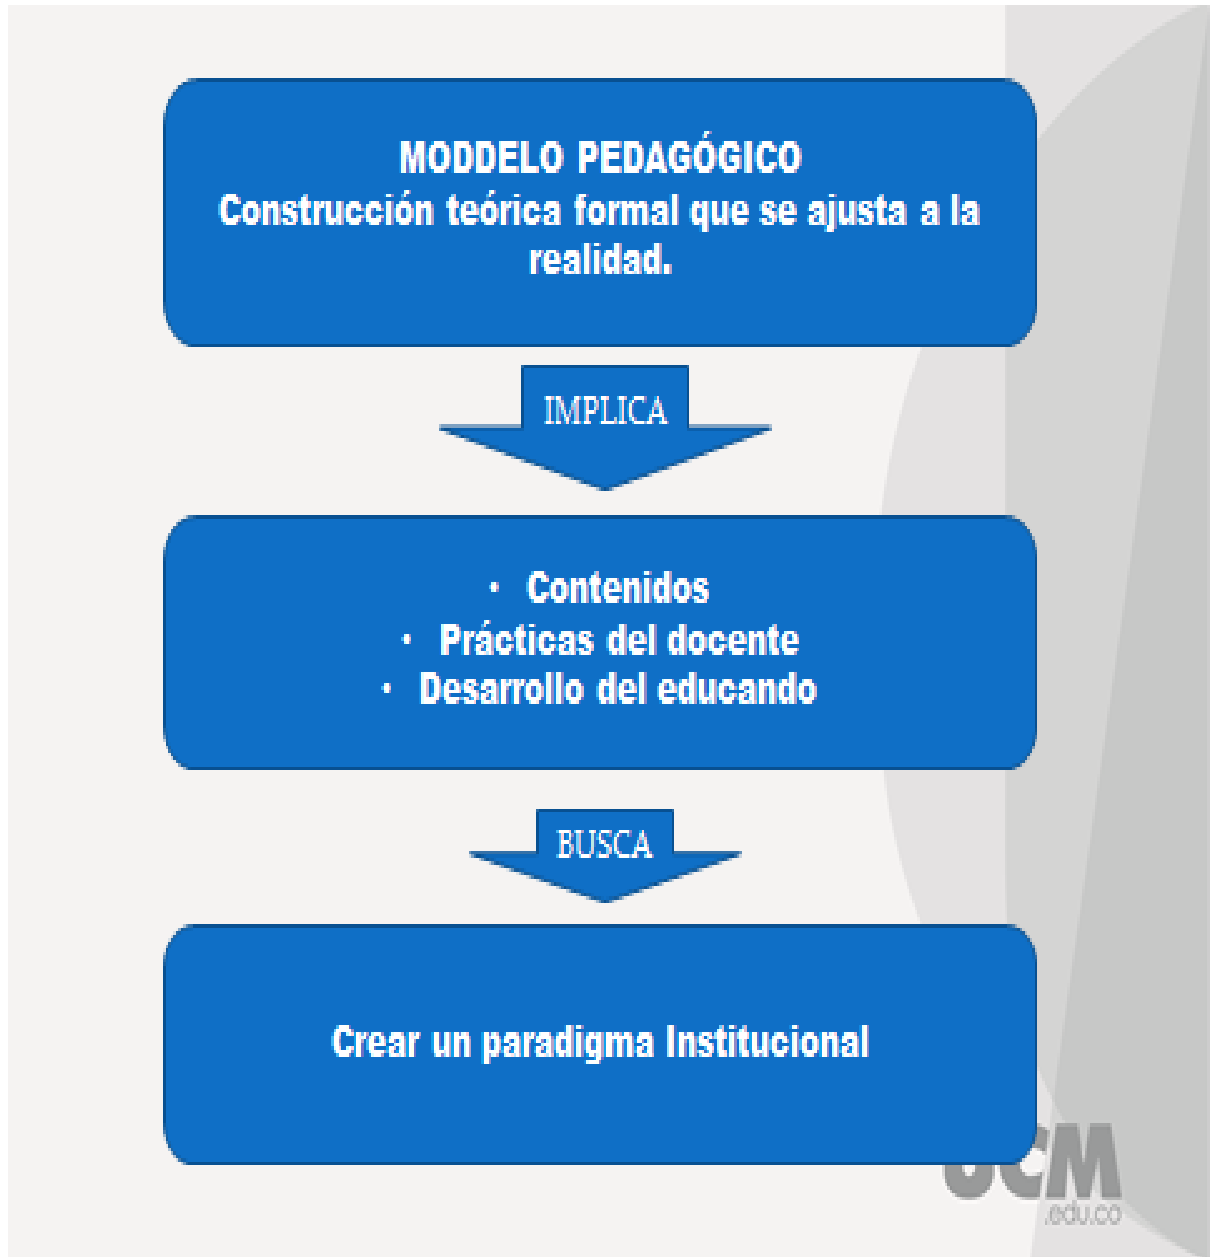 MODDELO PEDAGÓGICO
Construcción teórica formal que se ajusta a la
realidad.
IMPLICA
• Contenidos
• Prácticas del docente
• Desarrollo del educando
BUSCA
Crear un paradigma Institucional
UCM
.edu.co